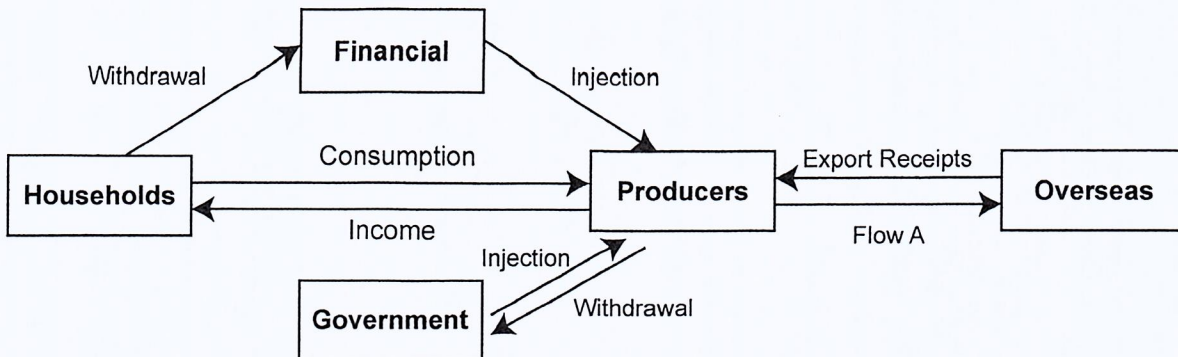 Financial
Withdrawal
Injection
Consumption
Export Receipts
Households
Producers
Overseas
Income
Flow A
Injection
Withdrawal
Government